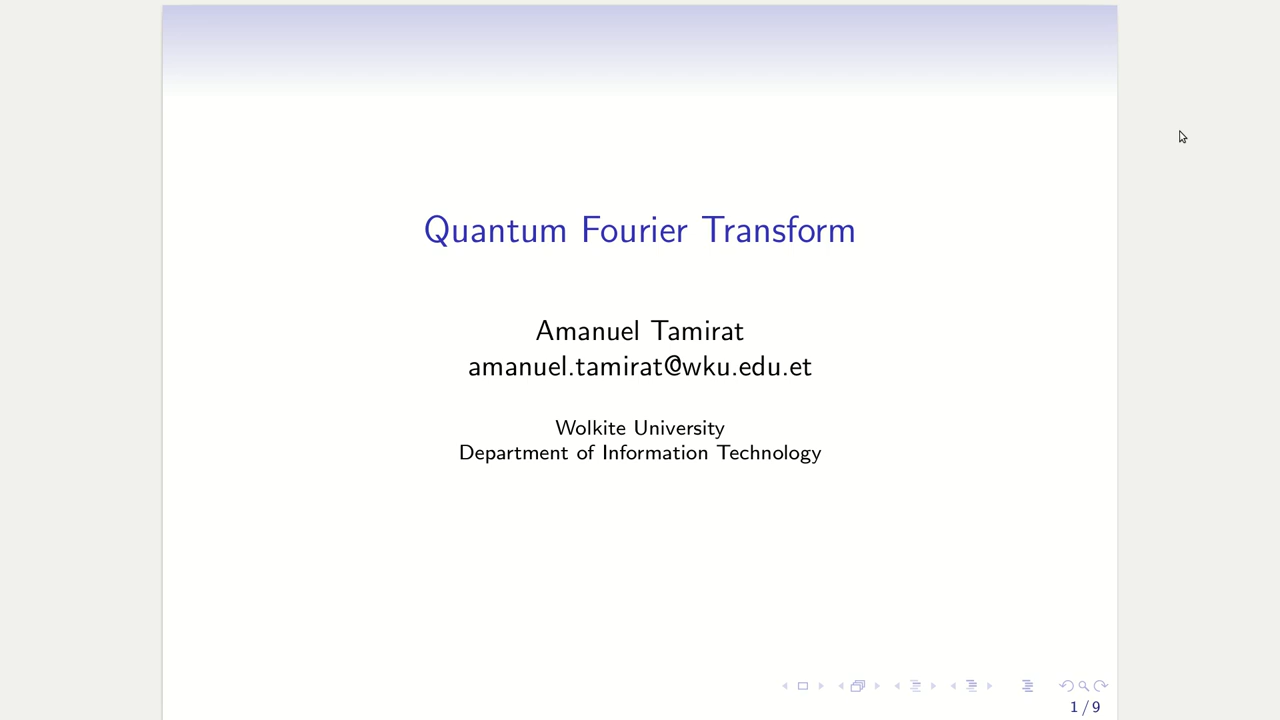 Quantum Fourier Transform
Amanuel Tamirat
amanuel.tamirat@wku.edu.et
Wolkite University
Department of Information Technology
1 / 9